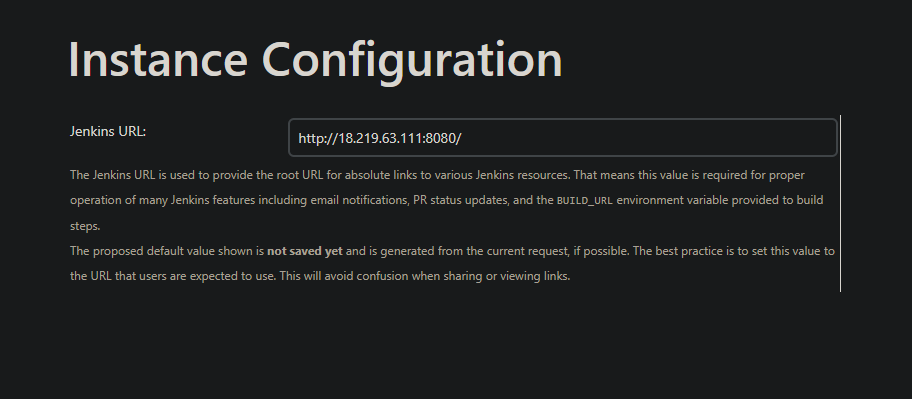 Instance Configuration
Jenkins URL:
http://18.219.63.111:8080/
The Jenkins URL is used to provide the root URL for absolute links to various Jenkins resources. That means this value is required for proper
operation of many Jenkins features including email notifications, PR status updates, and the BUILD_URL environment variable provided to build
steps.
The proposed default value shown is not saved yet and is generated from the current request, if possible. The best practice is to set this value to
the URL that users are expected to use. This will avoid confusion when sharing or viewing links.